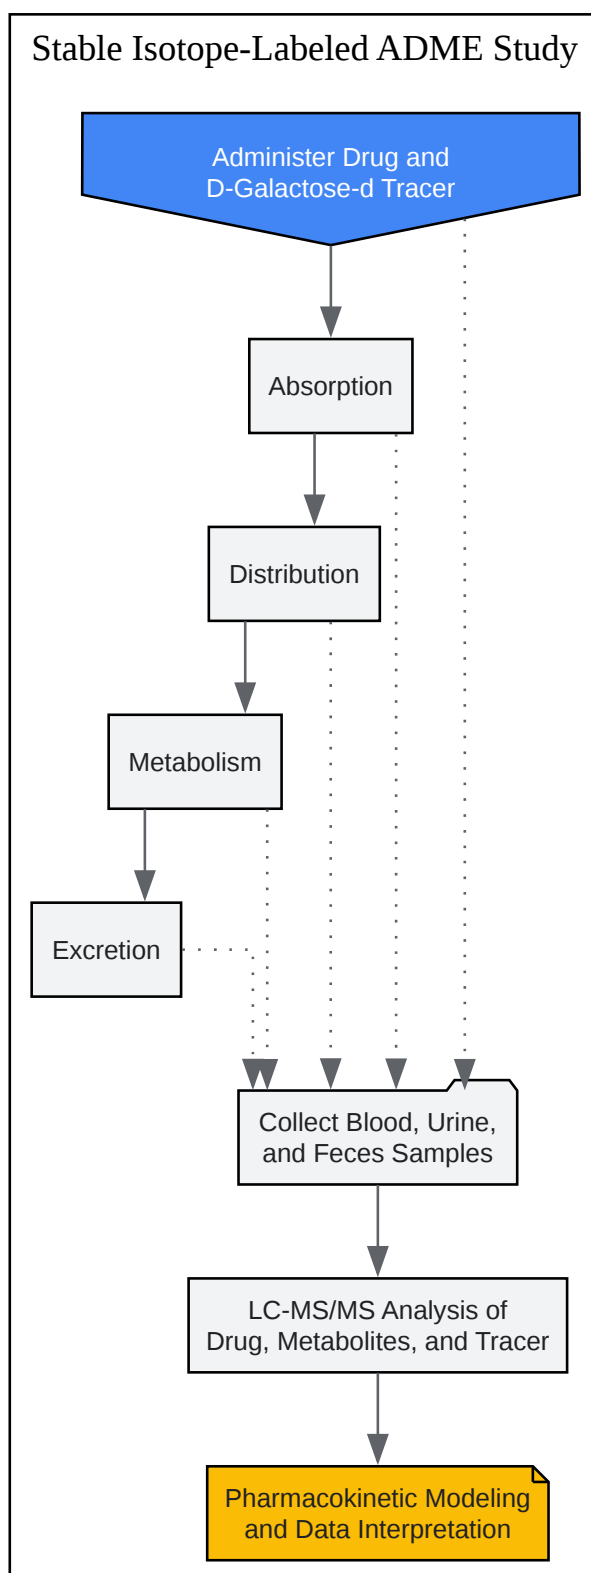 Stable Isotope-Labeled ADME Study
Administer Drug and
D-Galactose-d Tracer
Absorption
Distribution
Metabolism
Excretion
Collect Blood, Urine,
and Feces Samples
LC-MS/MS Analysis of
Drug, Metabolites, and Tracer
Pharmacokinetic Modeling
and Data Interpretation